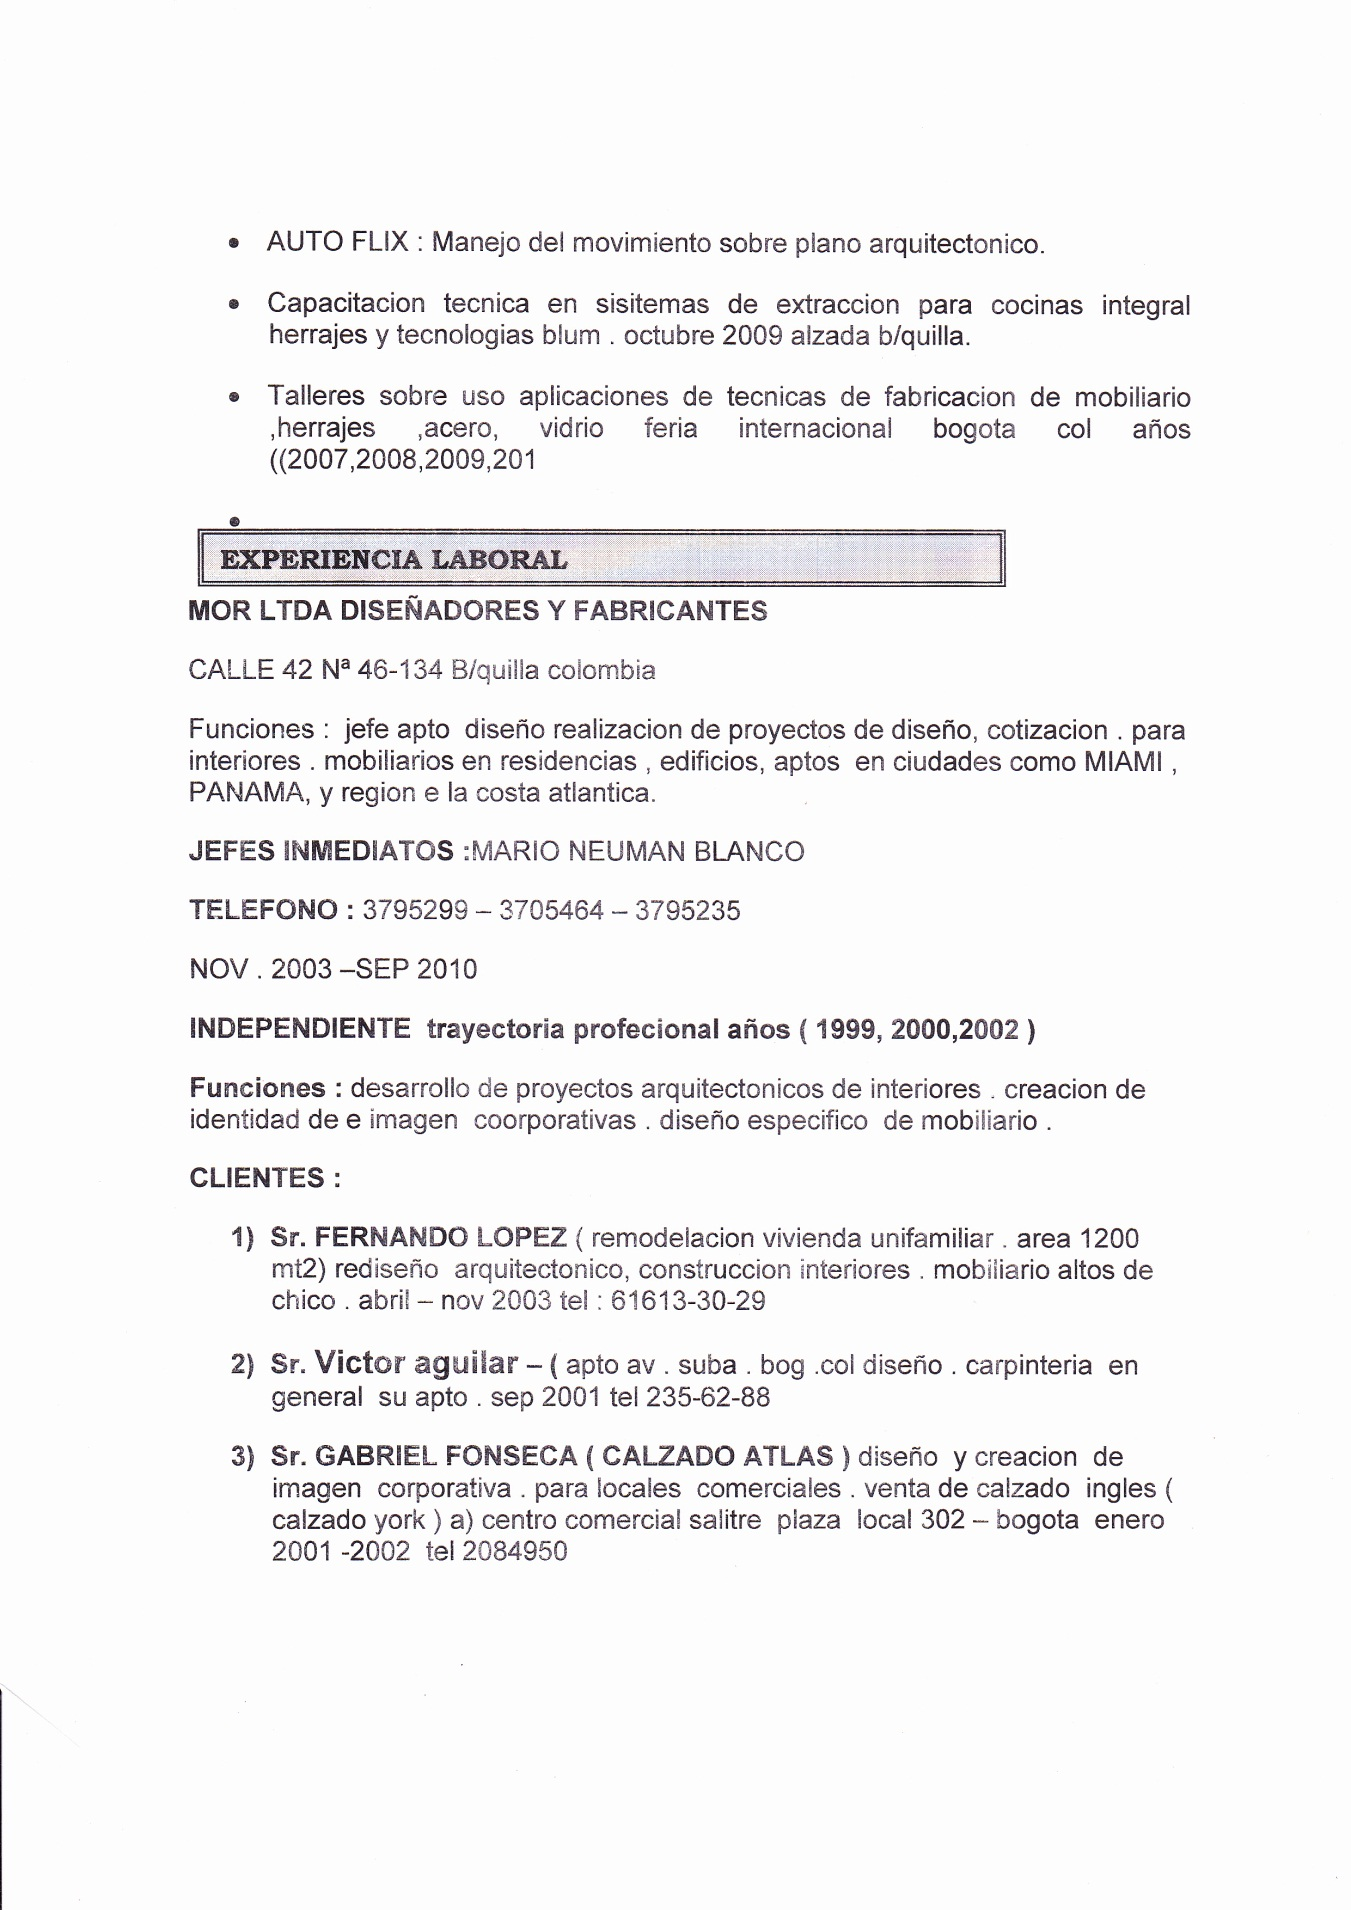 • AUTO FLIX : Manejo del movimiento sobre plano arquitectonico.
• Capacitacion tecnica en sisitemas de extraccion para cocinas integral
herrajes y tecnologias blum . octubre 2009 alzada b/quilla.
• Talleres sobre uso aplicaciones de tecnicas de fabricacion de mobiliario
,herrajes ,acero, vidrio feria internacional bogota col años
((2007,2008,2009,201
•
EXPERIENCIA LABORAL
MOR LTDA DISEÑADORES Y FABRICANTES
CALLE 42 Nª 46-134 B/quilla colombia
Funciones : jefe apto diseño realizacion de proyectos de diseño, cotizacion . para
interiores . mobiliarios en residencias , edificios, aptos en ciudades como MIAMI ,
PANAMA, y region e la costa atlantica.
JEFES INMEDIATOS :MARIO NEUMAN BLANCO
TELEFONO : 3795299 – 3705464 – 3795235
NOV . 2003 –SEP 2010
INDEPENDIENTE trayectoria profecional años ( 1999, 2000,2002 )
Funciones : desarrollo de proyectos arquitectonicos de interiores . creacion de
identidad de e imagen coorporativas . diseño especifico de mobiliario .
CLIENTES :
1) Sr. FERNANDO LOPEZ ( remodelacion vivienda unifamiliar . area 1200
mt2) rediseño arquitectonico, construccion interiores . mobiliario altos de
chico . abril – nov 2003 tel : 61613-30-29
2) Sr. Victor aguilar – ( apto av . suba . bog .col diseño . carpinteria en
general su apto . sep 2001 tel 235-62-88
3) Sr. GABRIEL FONSECA ( CALZADO ATLAS ) diseño y creacion de
imagen corporativa . para locales comerciales . venta de calzado ingles (
calzado york ) a) centro comercial salitre plaza local 302 – bogota enero
2001 -2002 tel 2084950